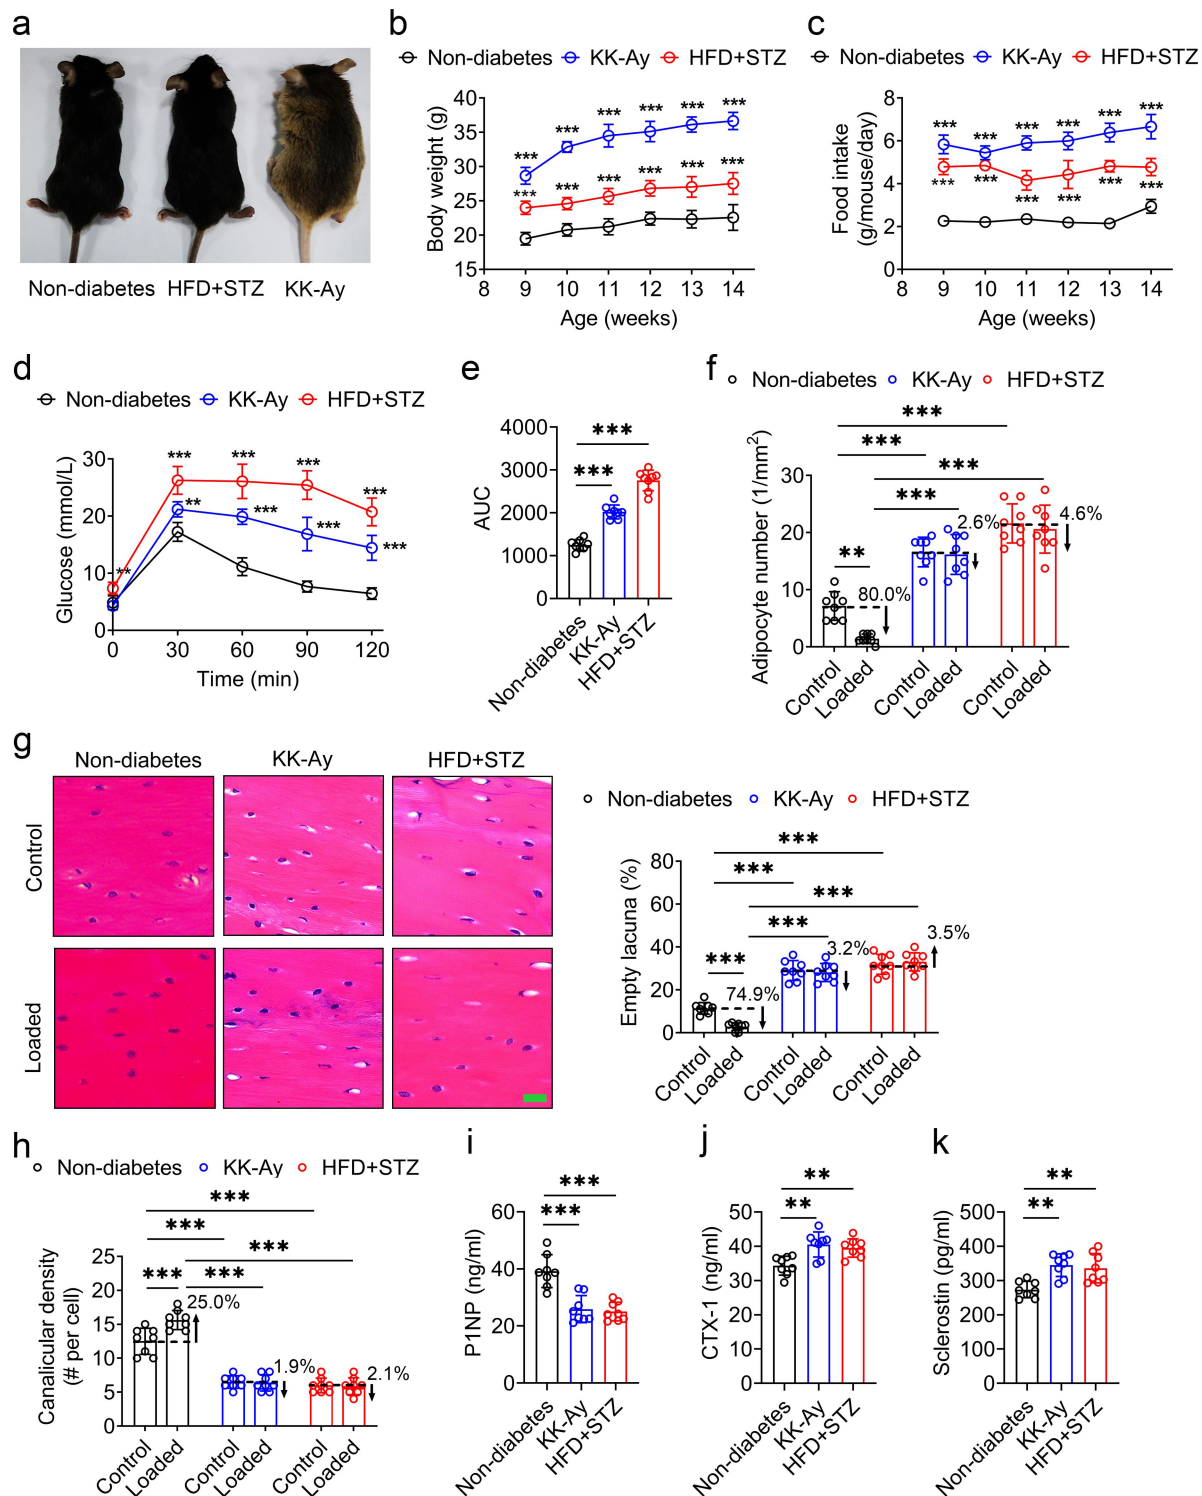 a
Non-diabetes HFD+STZ KK-Ay
b
Non-diabetes KK-Ay HFD+STZ
Body weight (g)
40
35
30
25
20
15
*** *** *** *** *** ***
*** *** *** *** *** ***
8 9 10 11 12 13 14
Age (weeks)
c
Non-diabetes KK-Ay HFD+STZ
Food intake
(g/mouse/day)
8
6
4
2
0
*** *** *** *** *** ***
*** *** *** *** *** ***
8 9 10 11 12 13 14
Age (weeks)
d
Non-diabetes KK-Ay HFD+STZ
Glucose (mmol/L)
30
20
10
0
*** *** *** ***
** ** *** *** ***
0 30 60 90 120
Time (min)
e
AUC
4000
3000
2000
1000
0
***
***
Non-diabetes
KK-Ay
HFD+STZ
f
Non-diabetes KK-Ay HFD+STZ
Adipocyte number (1/mm²)
30
20
10
0
***
***
***
***
**
80.0%
2.6%
4.6%
Control Loaded Control Loaded Control Loaded
g
Non-diabetes KK-Ay HFD+STZ
Control
Loaded
Non-diabetes KK-Ay HFD+STZ
Empty lacuna (%)
80
60
40
20
0
***
***
***
***
***
74.9%
3.2%
3.5%
Control Loaded Control Loaded Control Loaded
h
Non-diabetes KK-Ay HFD+STZ
Canalicular density
(# per cell)
25
20
15
10
5
0
***
***
***
*** ***
25.0%
1.9%
2.1%
Control Loaded Control Loaded Control Loaded
i
P1NP (ng/ml)
60
40
20
0
***
***
Non-diabetes
KK-Ay
HFD+STZ
j
CTX-1 (ng/ml)
50
40
30
20
10
0
**
**
Non-diabetes
KK-Ay
HFD+STZ
k
Sclerostin (pg/ml)
500
400
300
200
100
0
**
**
Non-diabetes
KK-Ay
HFD+STZ